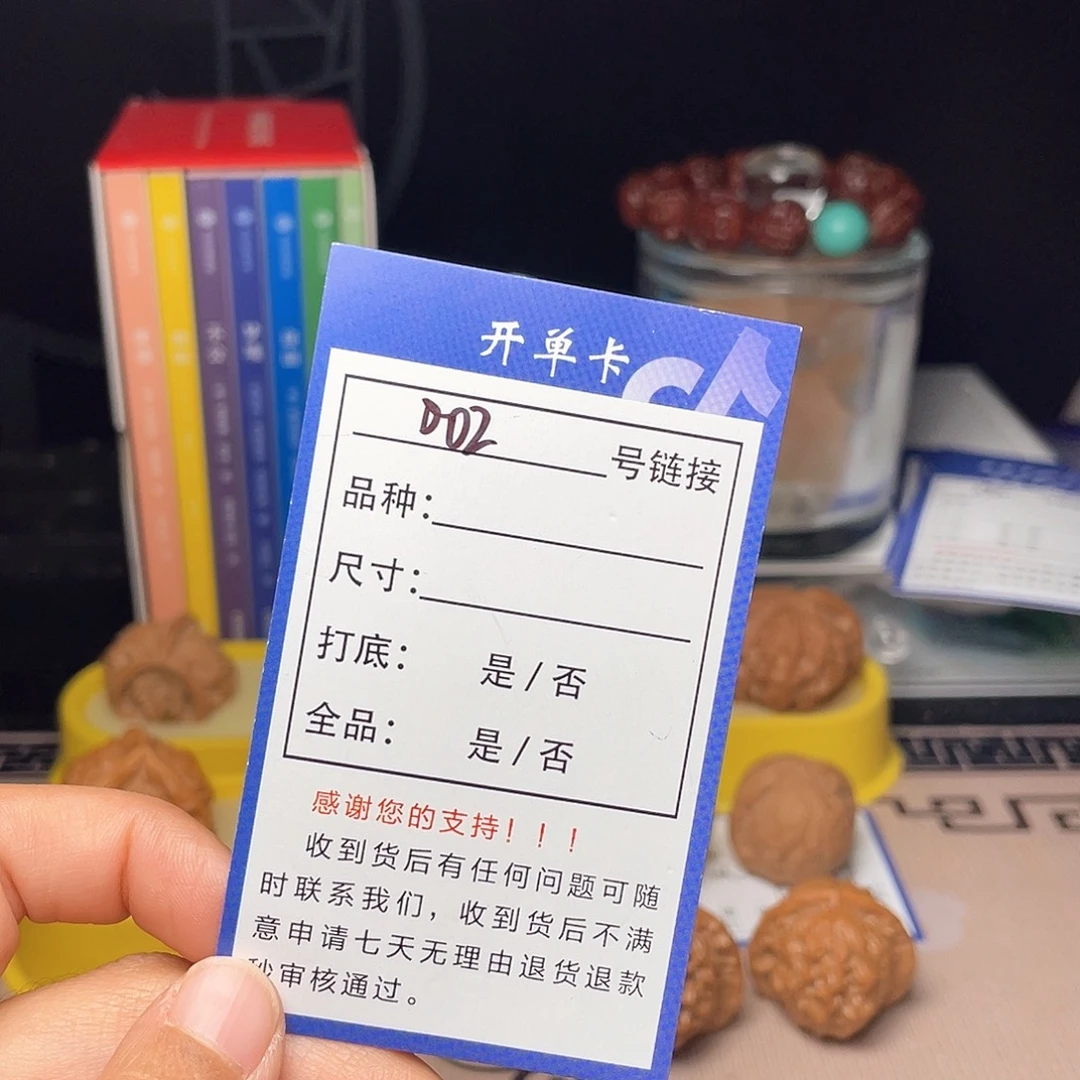 开单卡
D02 号链接
品种：
尺寸：
打底： 是/否
全品： 是/否
感谢您的支持！！！
收到货后有任何问题可随
时联系我们，收到货后不满
意申请七天无理由退货退款
秒审核通过。